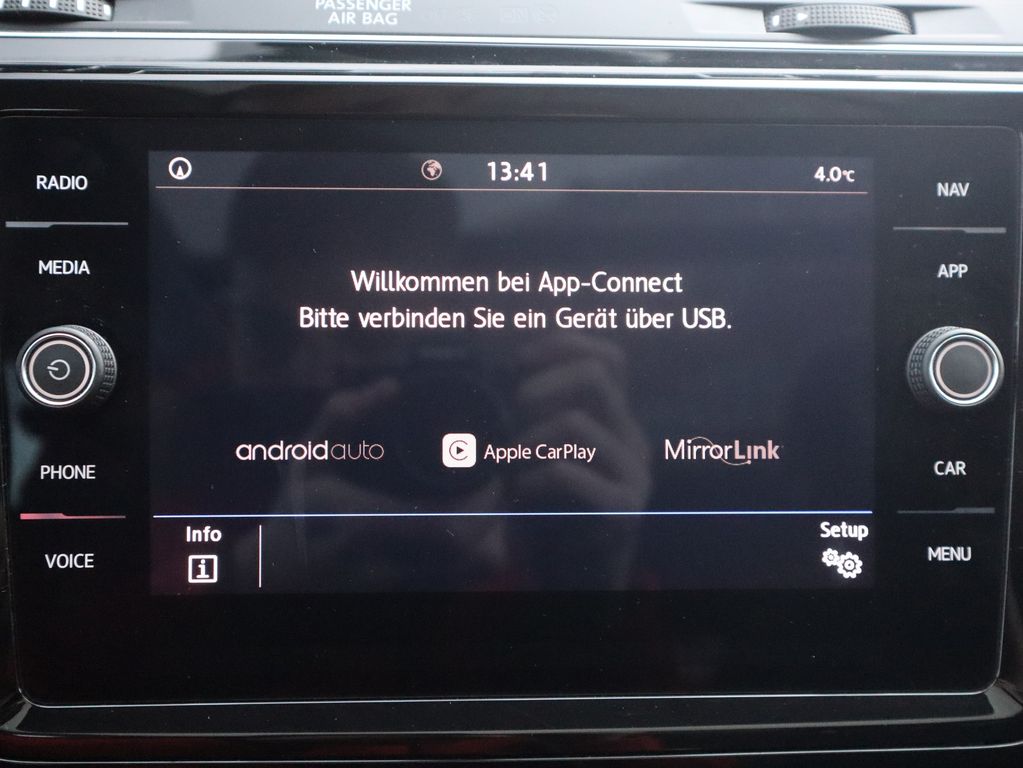 PASSENGER
AIR BAG
13:41
4.0°C
RADIO
MEDIA
PHONE
VOICE
Willkommen bei App-Connect
Bitte verbinden Sie ein Gerät über USB.
androidauto
Apple CarPlay
MirrorLink
Info
i
Setup
NAV
APP
CAR
MENU